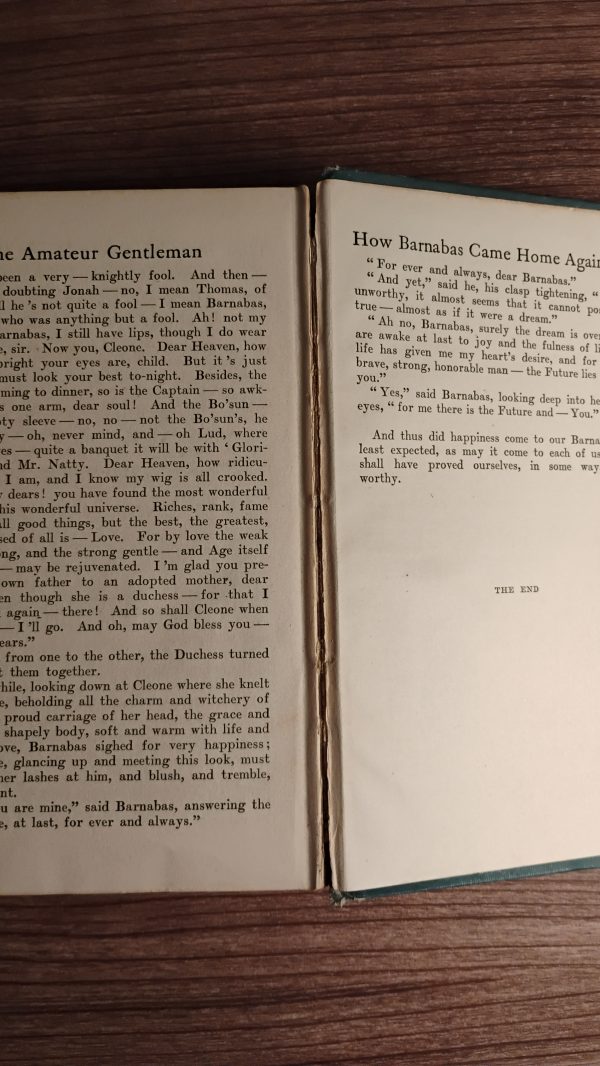 he Amateur Gentleman
been a very — knightly fool. And then —
doubting Jonah — no, I mean Thomas, of
ll he 's not quite a fool — I mean Barnabas,
who was anything but a fool. Ah! not my
arnabas, I still have lips, though I do wear
e, sir. Now you, Cleone. Dear Heaven, how
bright your eyes are, child. But it 's just
must look your best to-night. Besides, the
ming to dinner, so is the Captain — so awk-
s one arm, dear soul! And the Bo'sun —
ty sleeve — no, no — not the Bo'sun's, he
y — oh, never mind, and — oh Lud, where
es — quite a banquet it will be with ' Glori-
nd Mr. Natty. Dear Heaven, how ridicu-
I am, and I know my wig is all crooked.
y dears! you have found the most wonderful
his wonderful universe. Riches, rank, fame
all good things, but the best, the greatest,
sed of all is — Love. For by love the weak
ong, and the strong gentle — and Age itself
— may be rejuvenated. I 'm glad you pre-
own father to an adopted mother, dear
en though she is a duchess — for that I
again — there! And so shall Cleone when
— I 'll go. And oh, may God bless you —
ears."
from one to the other, the Duchess turned
t them together.
hile, looking down at Cleone where she knelt
e, beholding all the charm and witchery of
proud carriage of her head, the grace and
shapely body, soft and warm with life and
ove, Barnabas sighed for very happiness;
e, glancing up and meeting this look, must
her lashes at him, and blush, and tremble,
nt.
u are mine," said Barnabas, answering the
e, at last, for ever and always."
How Barnabas Came Home Again
" For ever and always, dear Barnabas."
" And yet," said he, his clasp tightening, "
unworthy, it almost seems that it cannot pos
true — almost as if it were a dream."
" Ah no, Barnabas, surely the dream is over
are awake at last to joy and the fulness of li
life has given me my heart's desire, and for
brave, strong, honorable man — the Future lies
you."
" Yes," said Barnabas, looking deep into he
eyes, " for me there is the Future and — You."
And thus did happiness come to our Barna
least expected, as may it come to each of us
shall have proved ourselves, in some way
worthy.
THE END